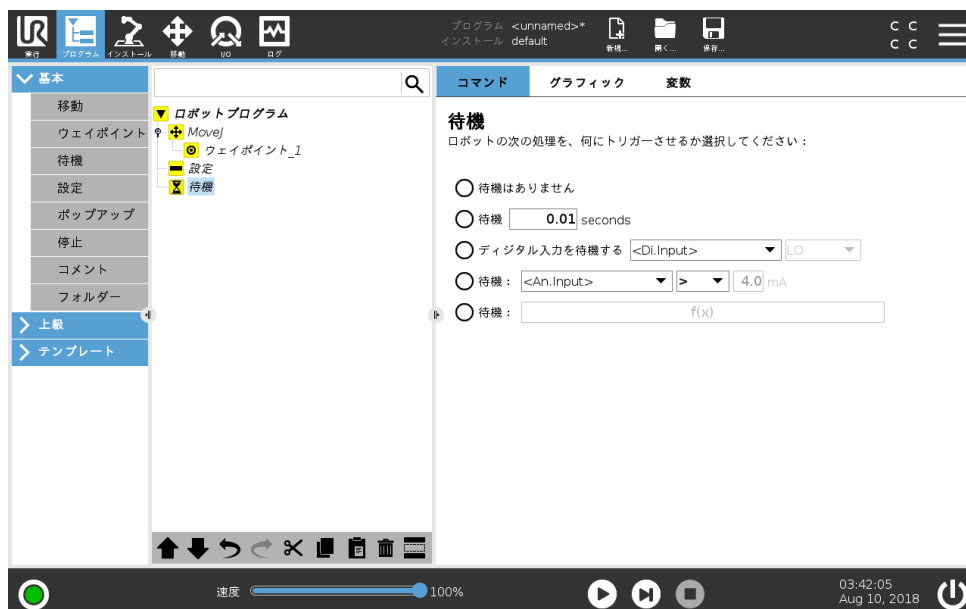 プログラム <unnamed>*
インストール default
実行 プログラム インストール 移動 I/O ログ 新規... 開く... 保存...
C C
C C
基本
移動
ウェイポイント
待機
設定
ポップアップ
停止
コメント
フォルダー
上級
テンプレート
ロボットプログラム
MoveJ
ウェイポイント_1
設定
待機
コマンド グラフィック 変数
待機
ロボットの次の処理を、何にトリガーさせるか選択してください：
待機はありません
待機 0.01 seconds
ディジタル入力を待機する <Di.Input> LO
待機： <An.Input> > 4.0 mA
待機： f(x)
速度 100%
03:42:05
Aug 10, 2018